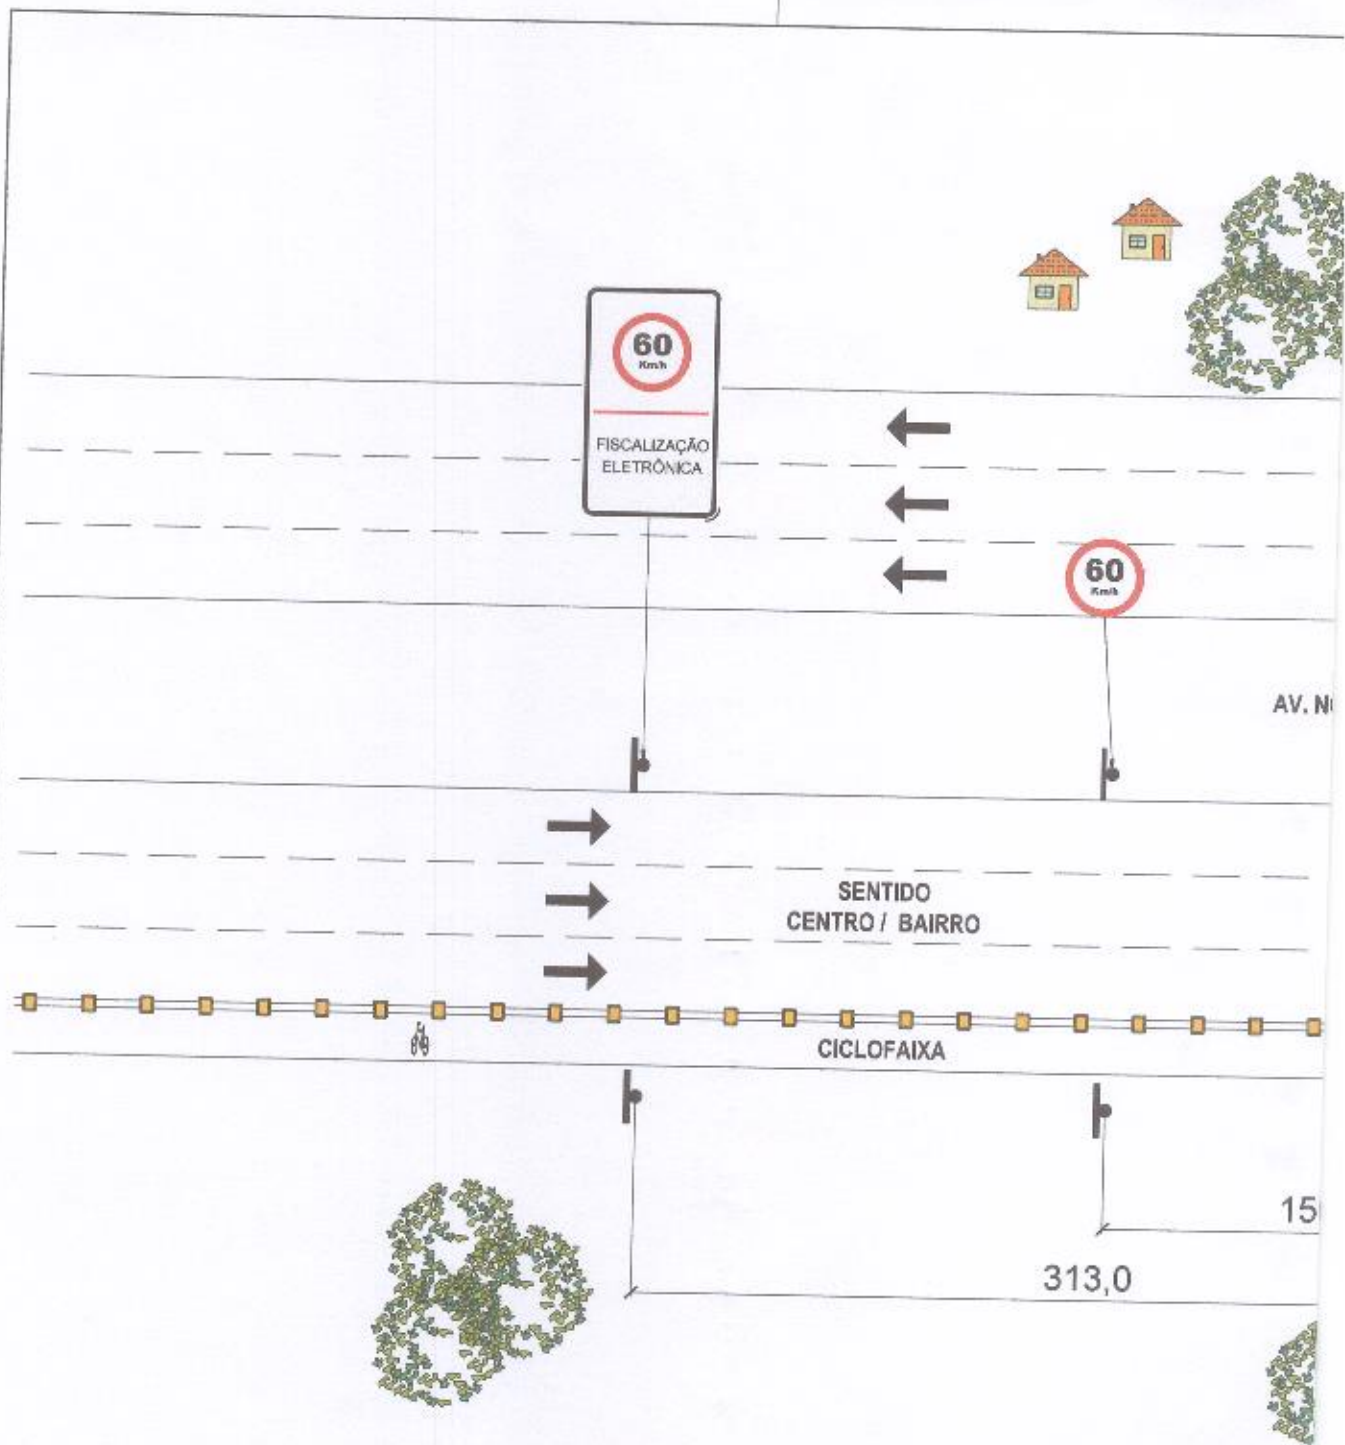 60
Km/h
FISCALIZAÇÃO
ELETRÔNICA
60
Km/h
AV.
SENTIDO
CENTRO / BAIRRO
CICLOFAIXA
15
313,0